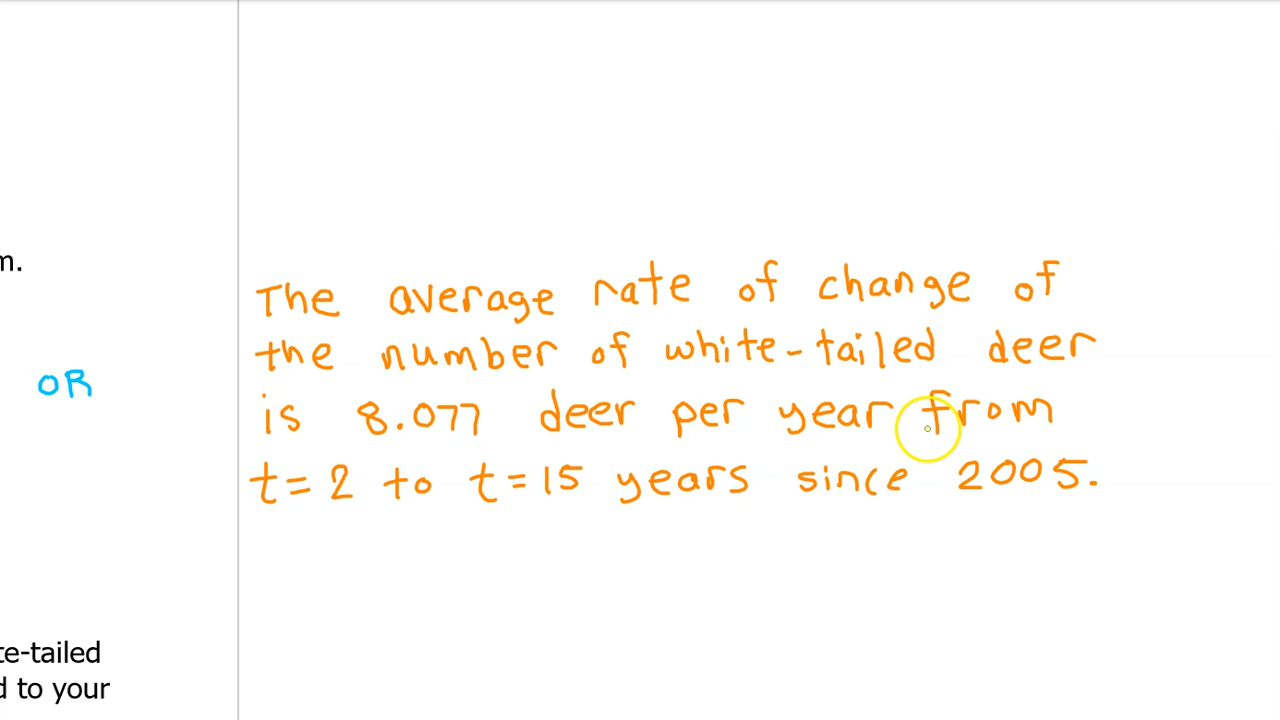 m.
The average rate of change of
the number of white-tailed deer
OR
is 8.077 deer per year from
t=2 to t=15 years since 2005.
te-tailed
d to your